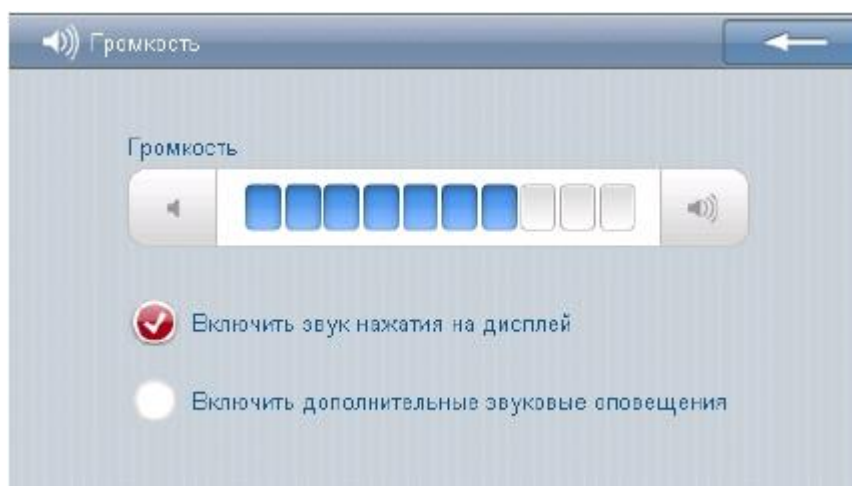 Громкость
Громкость
Включить звук нажатия на дисплей
Включить дополнительные звуковые оповещения